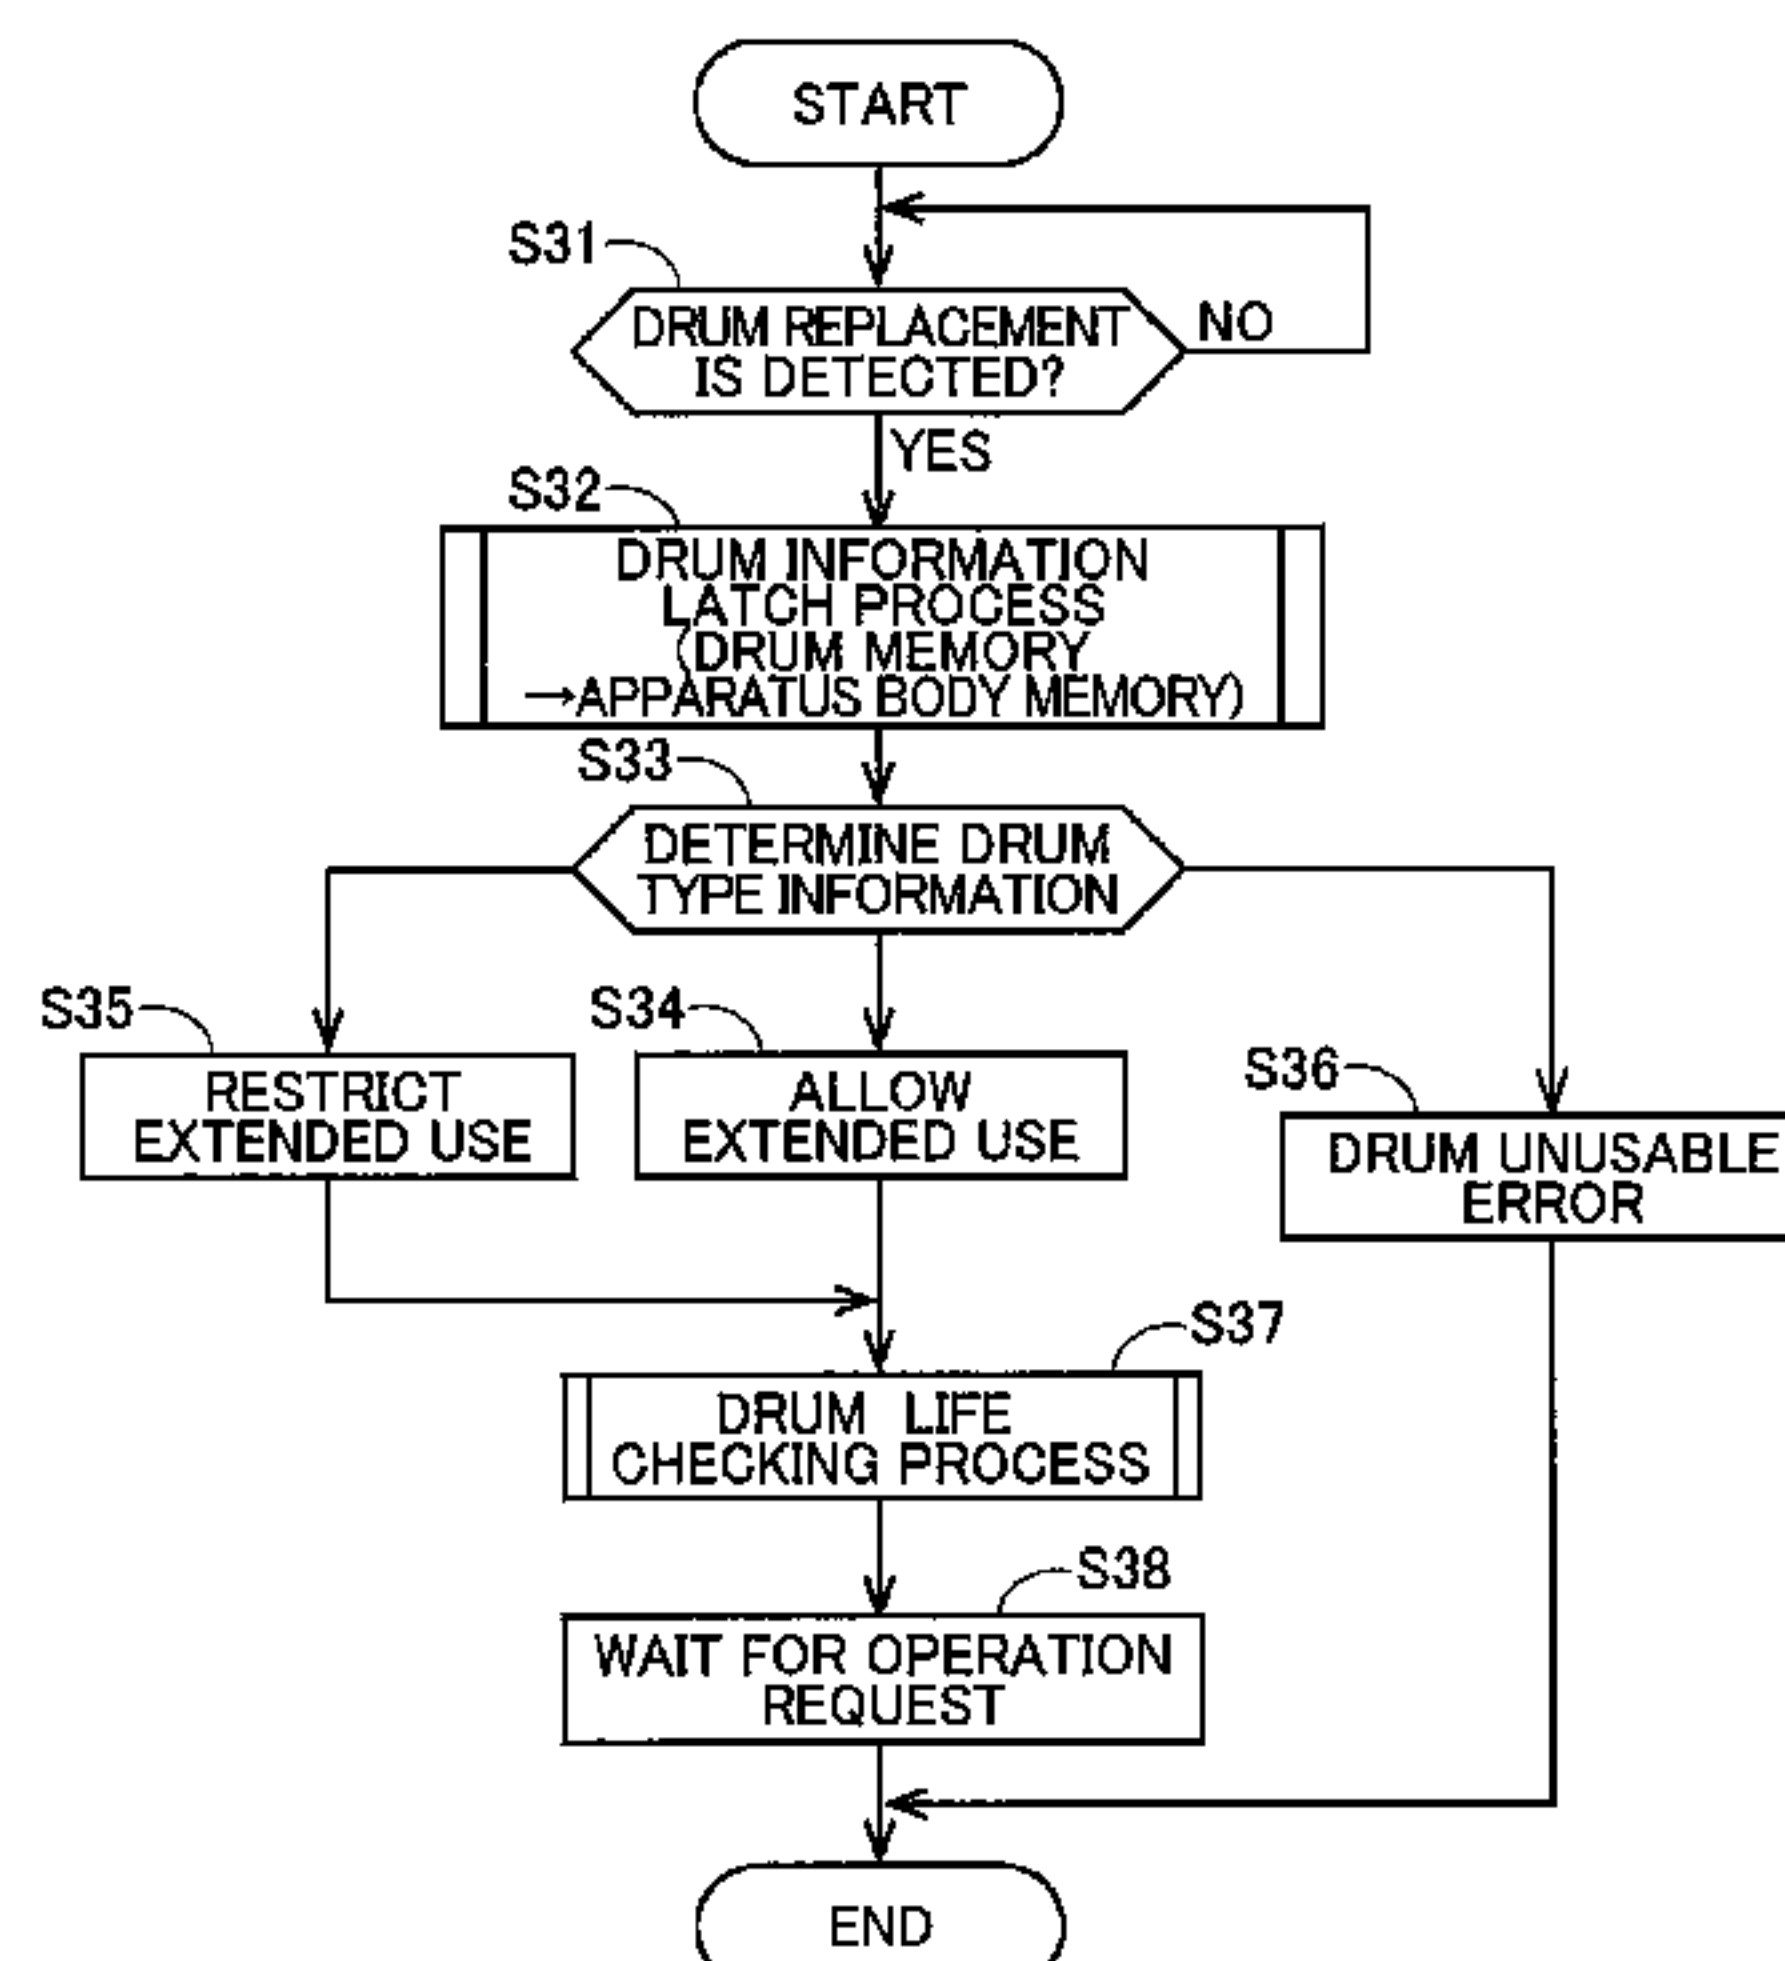 START
S31
DRUM REPLACEMENT
IS DETECTED?
NO
YES
S32
DRUM INFORMATION
LATCH PROCESS
(DRUM MEMORY
→APPARATUS BODY MEMORY)
S33
DETERMINE DRUM
TYPE INFORMATION
S35
RESTRICT
EXTENDED USE
S34
ALLOW
EXTENDED USE
S36
DRUM UNUSABLE
ERROR
S37
DRUM LIFE
CHECKING PROCESS
S38
WAIT FOR OPERATION
REQUEST
END